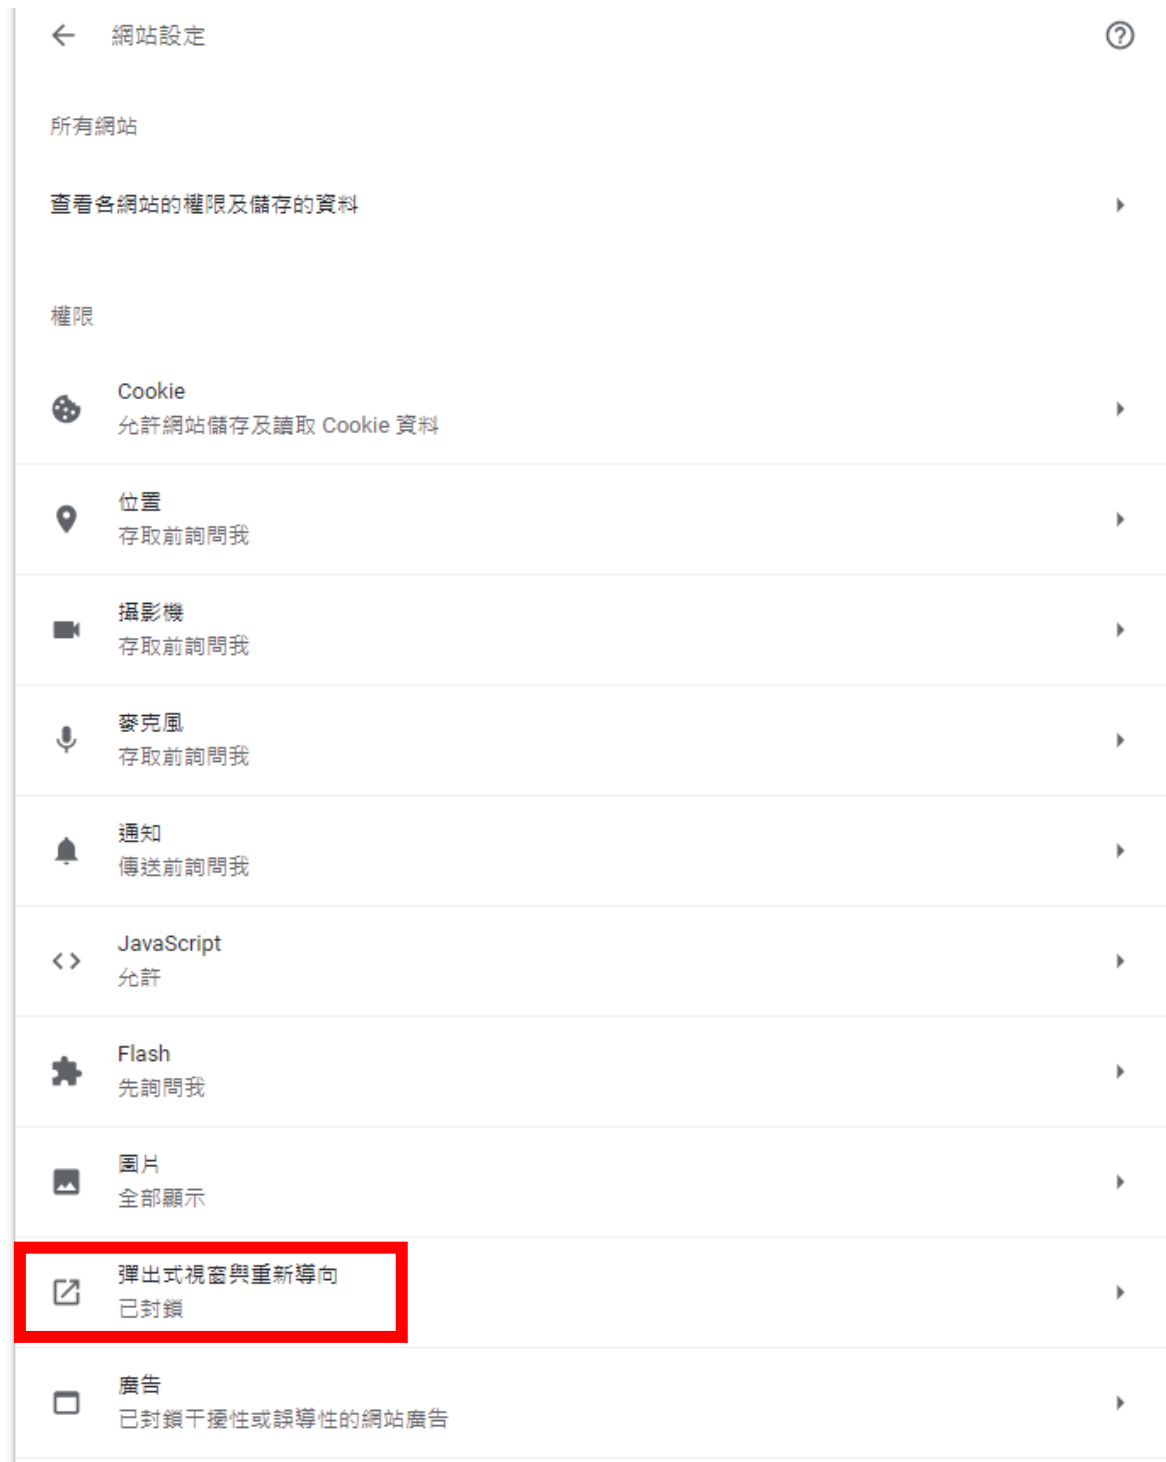 網站設定
所有網站
查看各網站的權限及儲存的資料
權限
Cookie
允許網站儲存及讀取 Cookie 資料
位置
存取前詢問我
攝影機
存取前詢問我
麥克風
存取前詢問我
通知
傳送前詢問我
JavaScript
允許
Flash
先詢問我
圖片
全部顯示
彈出式視窗與重新導向
已封鎖
廣告
已封鎖干擾性或誤導性的網站廣告